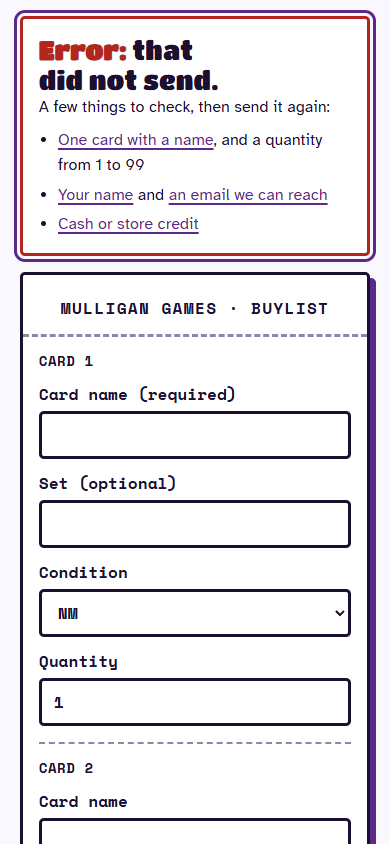 Error: that
did not send.
A few things to check, then send it again:
• One card with a name, and a quantity
from 1 to 99
• Your name and an email we can reach
• Cash or store credit
MULLIGAN GAMES · BUYLIST
CARD 1
Card name (required)
Set (optional)
Condition
NM
Quantity
1
CARD 2
Card name